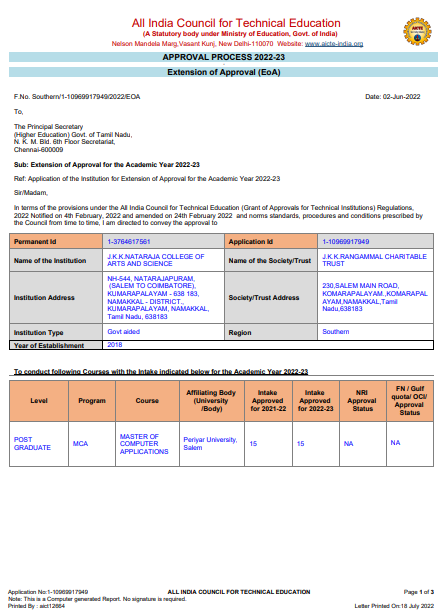 All India Council for Technical Education
(A Statutory body under Ministry of Education, Govt. of India)
Nelson Mandela Marg,Vasant Kunj, New Delhi-110070 Website: www.aicte-india.org
APPROVAL PROCESS 2022-23
Extension of Approval (EoA)
F.No. Southern/1-10969917949/2022/EOA
Date: 02-Jun-2022
To,
The Principal Secretary
(Higher Education) Govt. of Tamil Nadu,
N. K. M. Bld. 6th Floor Secretariat,
Chennai-600009
Sub: Extension of Approval for the Academic Year 2022-23
Ref: Application of the Institution for Extension of Approval for the Academic Year 2022-23
Sir/Madam,
In terms of the provisions under the All India Council for Technical Education (Grant of Approvals for Technical Institutions) Regulations,
2022 Notified on 4th February, 2022 and amended on 24th February 2022 and norms standards, procedures and conditions prescribed by
the Council from time to time, I am directed to convey the approval to
Permanent Id
1-3764617561
Application Id
1-10969917949
Name of the Institution
J.K.K.NATARAJA COLLEGE OF
ARTS AND SCIENCE
Name of the Society/Trust
J.K.K.RANGAMMAL CHARITABLE
TRUST
Institution Address
NH-544, NATARAJAPURAM,
(SALEM TO COIMBATORE),
KUMARAPALAYAM - 638 183,
NAMAKKAL - DISTRICT.,
KUMARAPALAYAM, NAMAKKAL,
Tamil Nadu, 638183
Society/Trust Address
230,SALEM MAIN ROAD,
KOMARAPALAYAM.,KOMARAPAL
AYAM,NAMAKKAL,Tamil
Nadu,638183
Institution Type
Govt aided
Region
Southern
Year of Establishment
2018
To conduct following Courses with the Intake indicated below for the Academic Year 2022-23
Level
Program
Course
Affiliating Body
(University
/Body)
Intake
Approved
for 2021-22
Intake
Approved
for 2022-23
NRI
Approval
Status
FN / Gulf
quota/ OCI/
Approval
Status
POST
GRADUATE
MCA
MASTER OF
COMPUTER
APPLICATIONS
Periyar University,
Salem
15
15
NA
NA
Application No:1-10969917949
ALL INDIA COUNCIL FOR TECHNICAL EDUCATION
Page 1 of 3
Note: This is a Computer generated Report. No signature is required.
Printed By : aict12664
Letter Printed On:18 July 2022